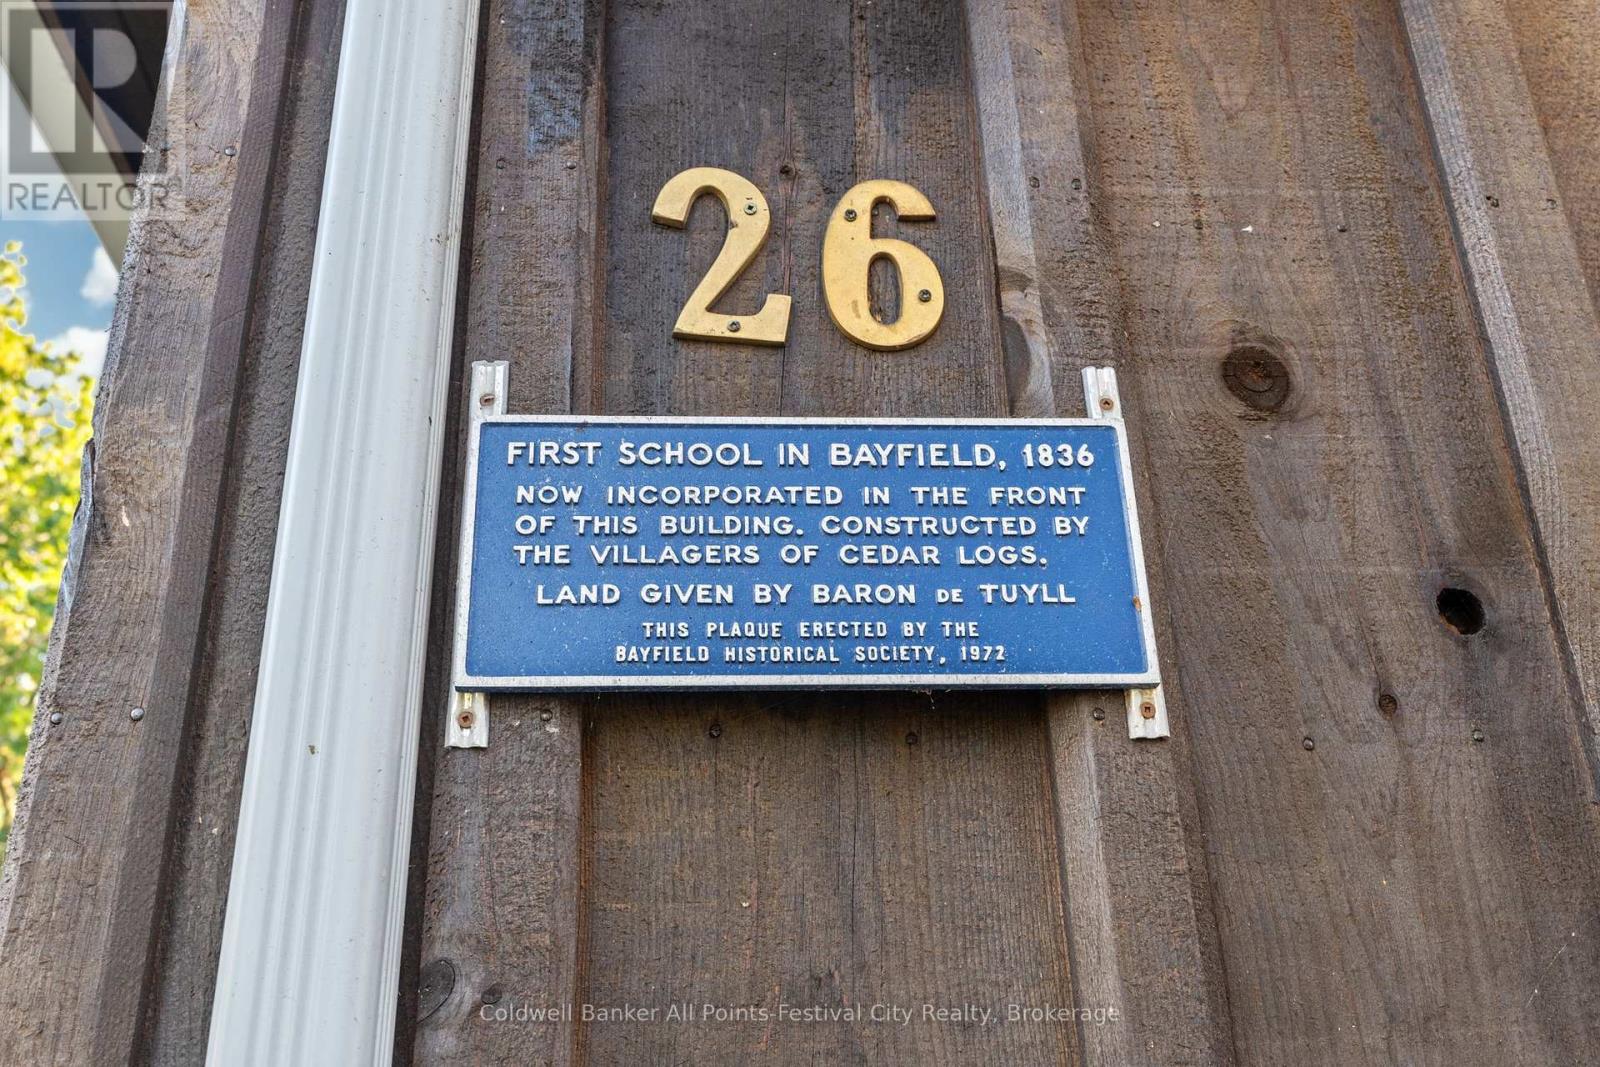 REALTOR
26
FIRST SCHOOL IN BAYFIELD, 1836
NOW INCORPORATED IN THE FRONT
OF THIS BUILDING. CONSTRUCTED BY
THE VILLAGERS OF CEDAR LOGS.
LAND GIVEN BY BARON DE TUYLL
THIS PLAQUE ERECTED BY THE
BAYFIELD HISTORICAL SOCIETY, 1972
Coldwell Banker All Points-Festival City Realty, Brokerage